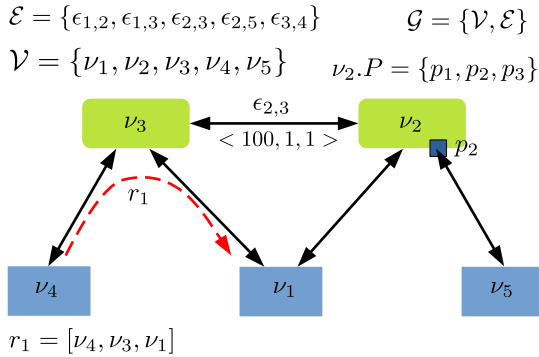 ℰ = {ϵ₁,₂, ϵ₁,₃, ϵ₂,₃, ϵ₂,₅, ϵ₃,₄}
𝒢 = {𝒱, ℰ}
𝒱 = {ν₁, ν₂, ν₃, ν₄, ν₅}
ν₂.P = {p₁, p₂, p₃}
ϵ₂,₃
ν₃
ν₂
< 100, 1, 1 >
p₂
r₁
ν₄
ν₁
ν₅
r₁ = [ν₄, ν₃, ν₁]